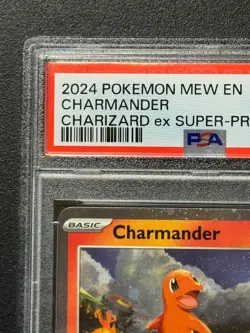 2024 POKEMON MEW EN
CHARMANDER
CHARIZARD ex SUPER-PR
PSA
BASIC
Charmander